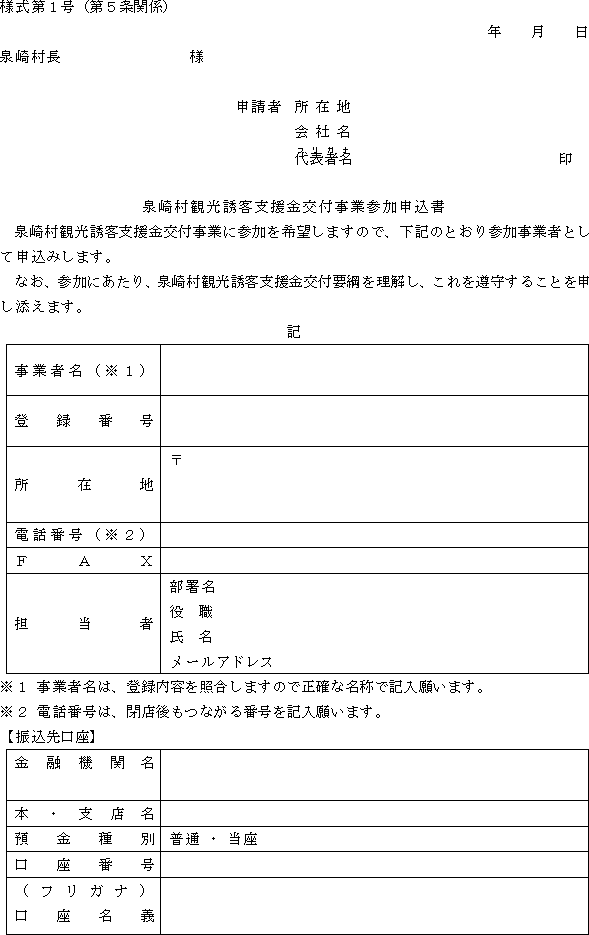 様式第１号（第５条関係）
年　　月　　日
泉崎村長　　　　　　　　　様
申請者　所 在 地
会 社 名
ふりがな
代表者名　　　　　　　　　　　　　　印
泉崎村観光誘客支援金交付事業参加申込書
泉崎村観光誘客支援金交付事業に参加を希望しますので、下記のとおり参加事業者とし
て申込みします。
なお、参加にあたり、泉崎村観光誘客支援金交付要綱を理解し、これを遵守することを申
し添えます。
記
事業者名（※１）
登録番号
〒
所在地
電話番号（※２）
ＦＡＸ
部署名
役　職
担当者
氏　名
メールアドレス
※１ 事業者名は、登録内容を照合しますので正確な名称で記入願います。
※２ 電話番号は、閉店後もつながる番号を記入願います。
【振込先口座】
金融機関名
本・支店名
預金種別　普通 ・ 当座
口座番号
（フリガナ）
口座名義